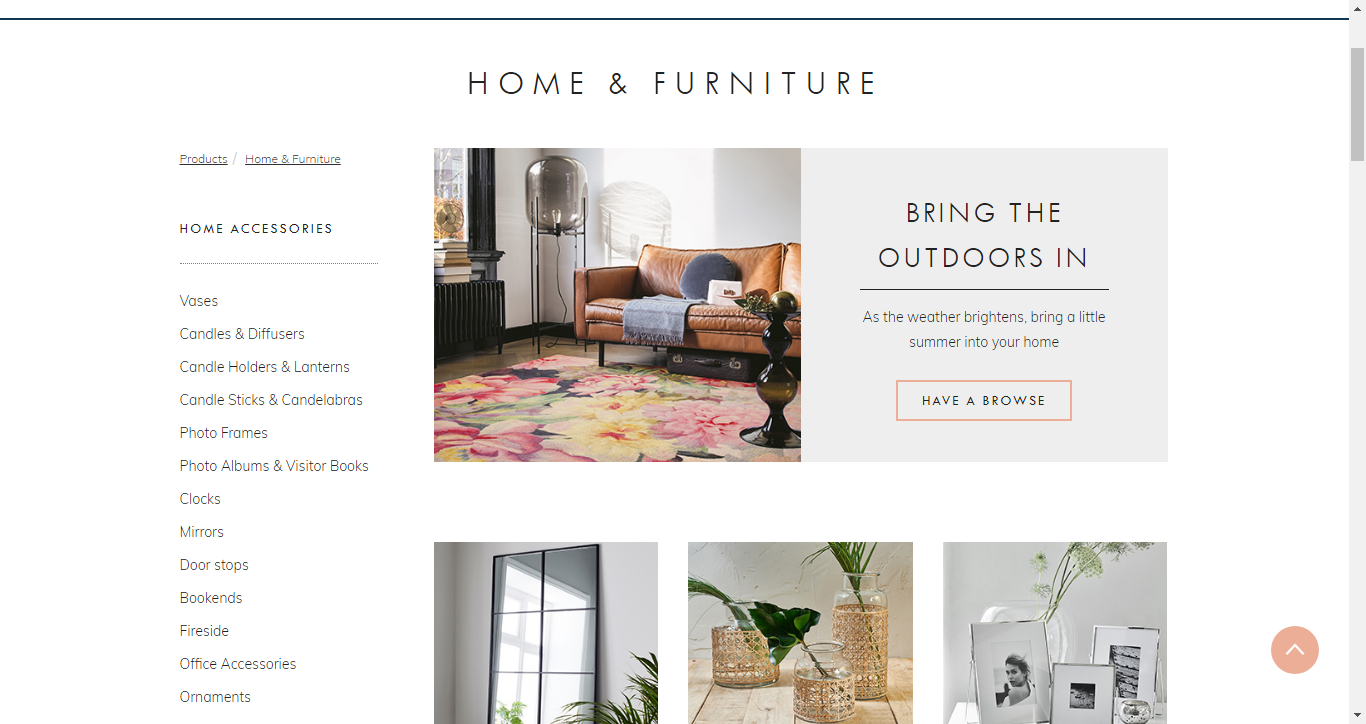 HOME & FURNITURE
Products / Home & Furniture
HOME ACCESSORIES
Vases
Candles & Diffusers
Candle Holders & Lanterns
Candle Sticks & Candelabras
Photo Frames
Photo Albums & Visitor Books
Clocks
Mirrors
Door stops
Bookends
Fireside
Office Accessories
Ornaments
BRING THE
OUTDOORS IN
As the weather brightens, bring a little
summer into your home
HAVE A BROWSE